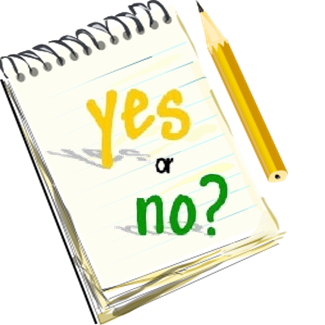 yes
or
no?